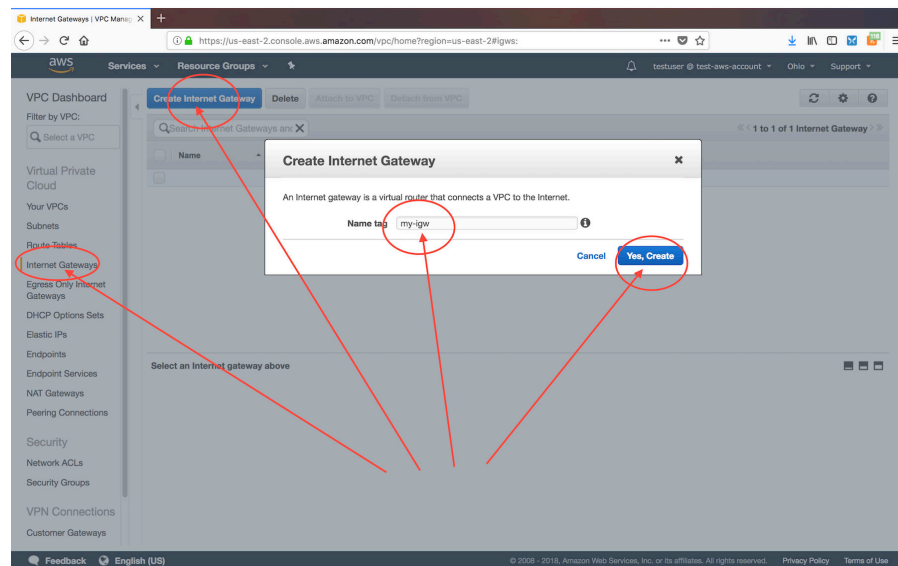 Internet Gateways | VPC Manag
https://us-east-2.console.aws.amazon.com/vpc/home?region=us-east-2#igws:
aws
Services
Resource Groups
testuser @ test-aws-account
Ohio
Support
VPC Dashboard
Filter by VPC:
Select a VPC
Virtual Private
Cloud
Your VPCs
Subnets
Route Tables
Internet Gateways
Egress Only Internet
Gateways
DHCP Options Sets
Elastic IPs
Endpoints
Endpoint Services
NAT Gateways
Peering Connections
Security
Network ACLs
Security Groups
VPN Connections
Customer Gateways
Create Internet Gateway
Delete
Attach to VPC
Detach from VPC
Search Internet Gateways and
1 to 1 of 1 Internet Gateway
Name
Create Internet Gateway
An Internet gateway is a virtual router that connects a VPC to the Internet.
Name tag
my-igw
Cancel
Yes, Create
Select an Internet gateway above
Feedback
English (US)
© 2008 - 2018, Amazon Web Services, Inc. or its affiliates. All rights reserved.
Privacy Policy
Terms of Use